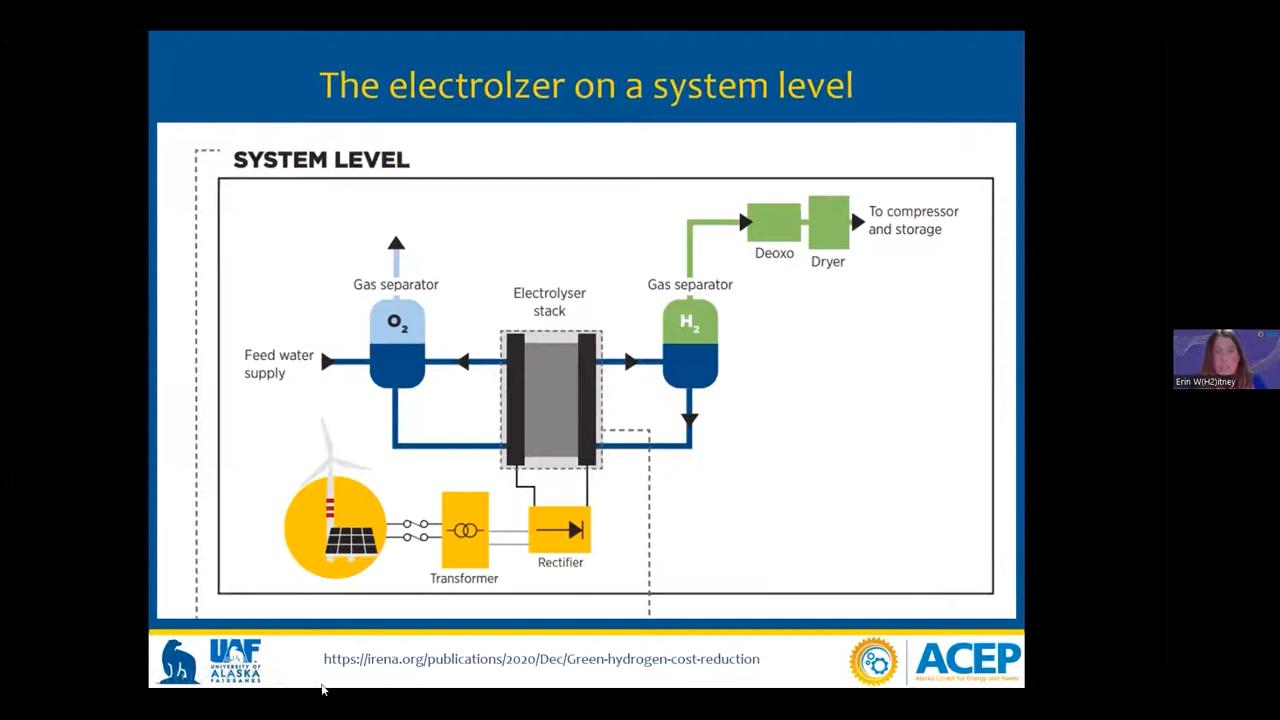 The electrolzer on a system level
SYSTEM LEVEL
To compressor
and storage
Deoxo
Dryer
Gas separator
Electrolyser
stack
Gas separator
O2
H2
Feed water
supply
Transformer
Rectifier
UAF
UNIVERSITY OF
ALASKA
FAIRBANKS
https://irena.org/publications/2020/Dec/Green-hydrogen-cost-reduction
ACEP
Alaska Center for Energy and Power
Erin W(H2)itney